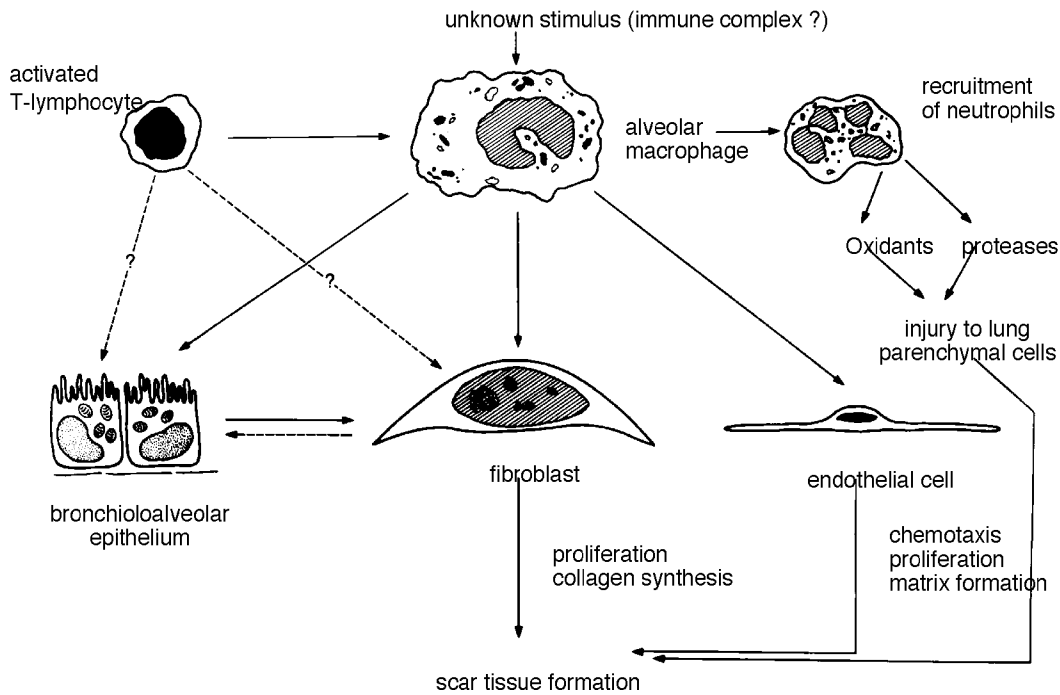 unknown stimulus (immune complex ?)
activated
T-lymphocyte
alveolar
macrophage
recruitment
of neutrophils
Oxidants
proteases
injury to lung
parenchymal cells
?
?
bronchioloalveolar
epithelium
fibroblast
endothelial cell
proliferation
collagen synthesis
chemotaxis
proliferation
matrix formation
scar tissue formation